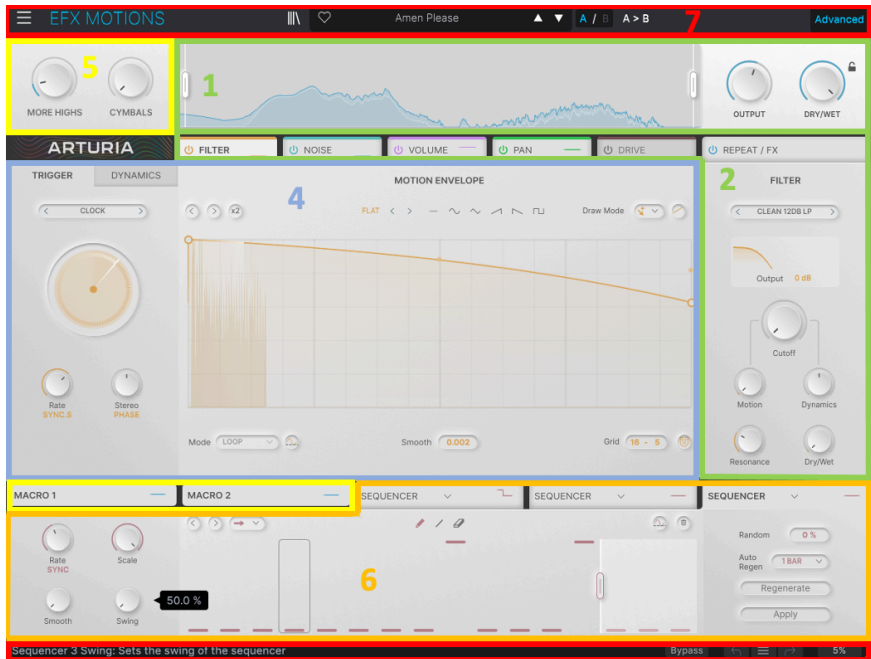 EFX MOTIONS
Amen Please
A / B
A > B
7
Advanced
5
1
MORE HIGHS
CYMBALS
OUTPUT
DRY/WET
ARTURIA
FILTER
NOISE
VOLUME
PAN
DRIVE
REPEAT / FX
TRIGGER
DYNAMICS
MOTION ENVELOPE
2
FILTER
CLOCK
x2
4
FLAT
Draw Mode
CLEAN 12DB LP
Output 0 dB
Cutoff
Rate
SYNC.S
Stereo
PHASE
Motion
Dynamics
Mode
LOOP
Smooth
0.002
Grid
16 - S
Resonance
Dry/Wet
MACRO 1
MACRO 2
SEQUENCER
SEQUENCER
SEQUENCER
Rate
SYNC
Scale
6
Random
0 %
Auto
Regen
1 BAR
Regenerate
Apply
Smooth
Swing
50.0 %
Sequencer 3 Swing: Sets the swing of the sequencer
Bypass
5%